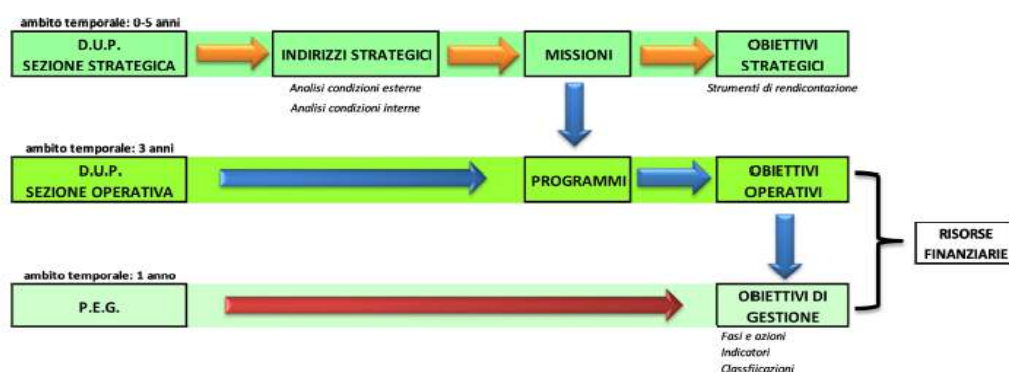 ambito temporale: 0-5 anni
D.U.P.
SEZIONE STRATEGICA
INDIRIZZI STRATEGICI
MISSIONI
OBIETTIVI
STRATEGICI
Analisi condizioni esterne
Analisi condizioni interne
Strumenti di rendicontazione
ambito temporale: 3 anni
D.U.P.
SEZIONE OPERATIVA
PROGRAMMI
OBIETTIVI
OPERATIVI
RISORSE
FINANZIARIE
ambito temporale: 1 anno
P.E.G.
OBIETTIVI DI
GESTIONE
Fasi e azioni
Indicatori
Classfiicazioni